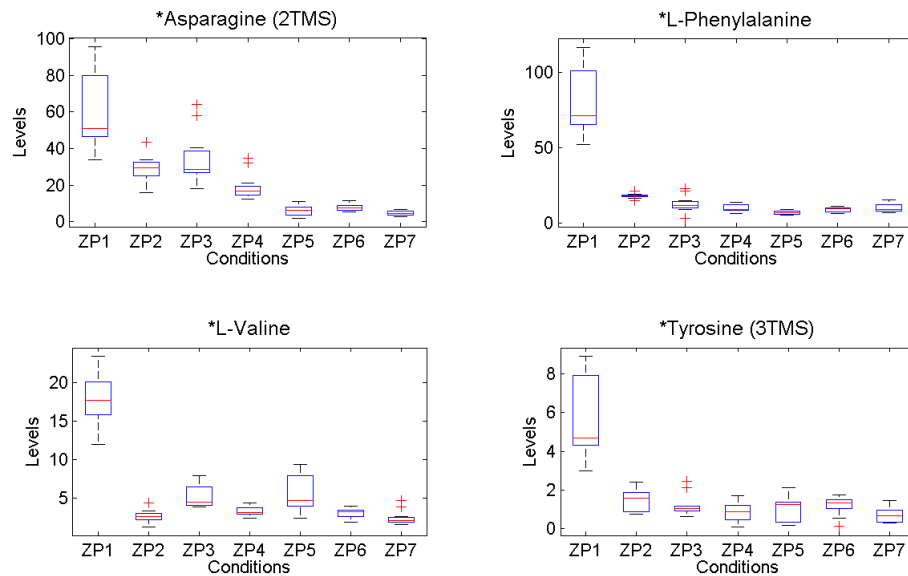 *Asparagine (2TMS)
100
80
60
40
20
0
Levels
ZP1 ZP2 ZP3 ZP4 ZP5 ZP6 ZP7
Conditions
*L-Phenylalanine
100
50
0
Levels
ZP1 ZP2 ZP3 ZP4 ZP5 ZP6 ZP7
Conditions
*L-Valine
20
15
10
5
Levels
ZP1 ZP2 ZP3 ZP4 ZP5 ZP6 ZP7
Conditions
*Tyrosine (3TMS)
8
6
4
2
0
Levels
ZP1 ZP2 ZP3 ZP4 ZP5 ZP6 ZP7
Conditions